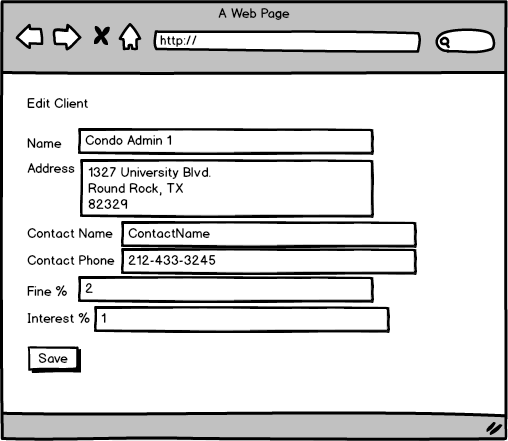 A Web Page
http://
Edit Client
Name Condo Admin 1
Address 1327 University Blvd.
Round Rock, TX
82329
Contact Name ContactName
Contact Phone 212-433-3245
Fine % 2
Interest % 1
Save